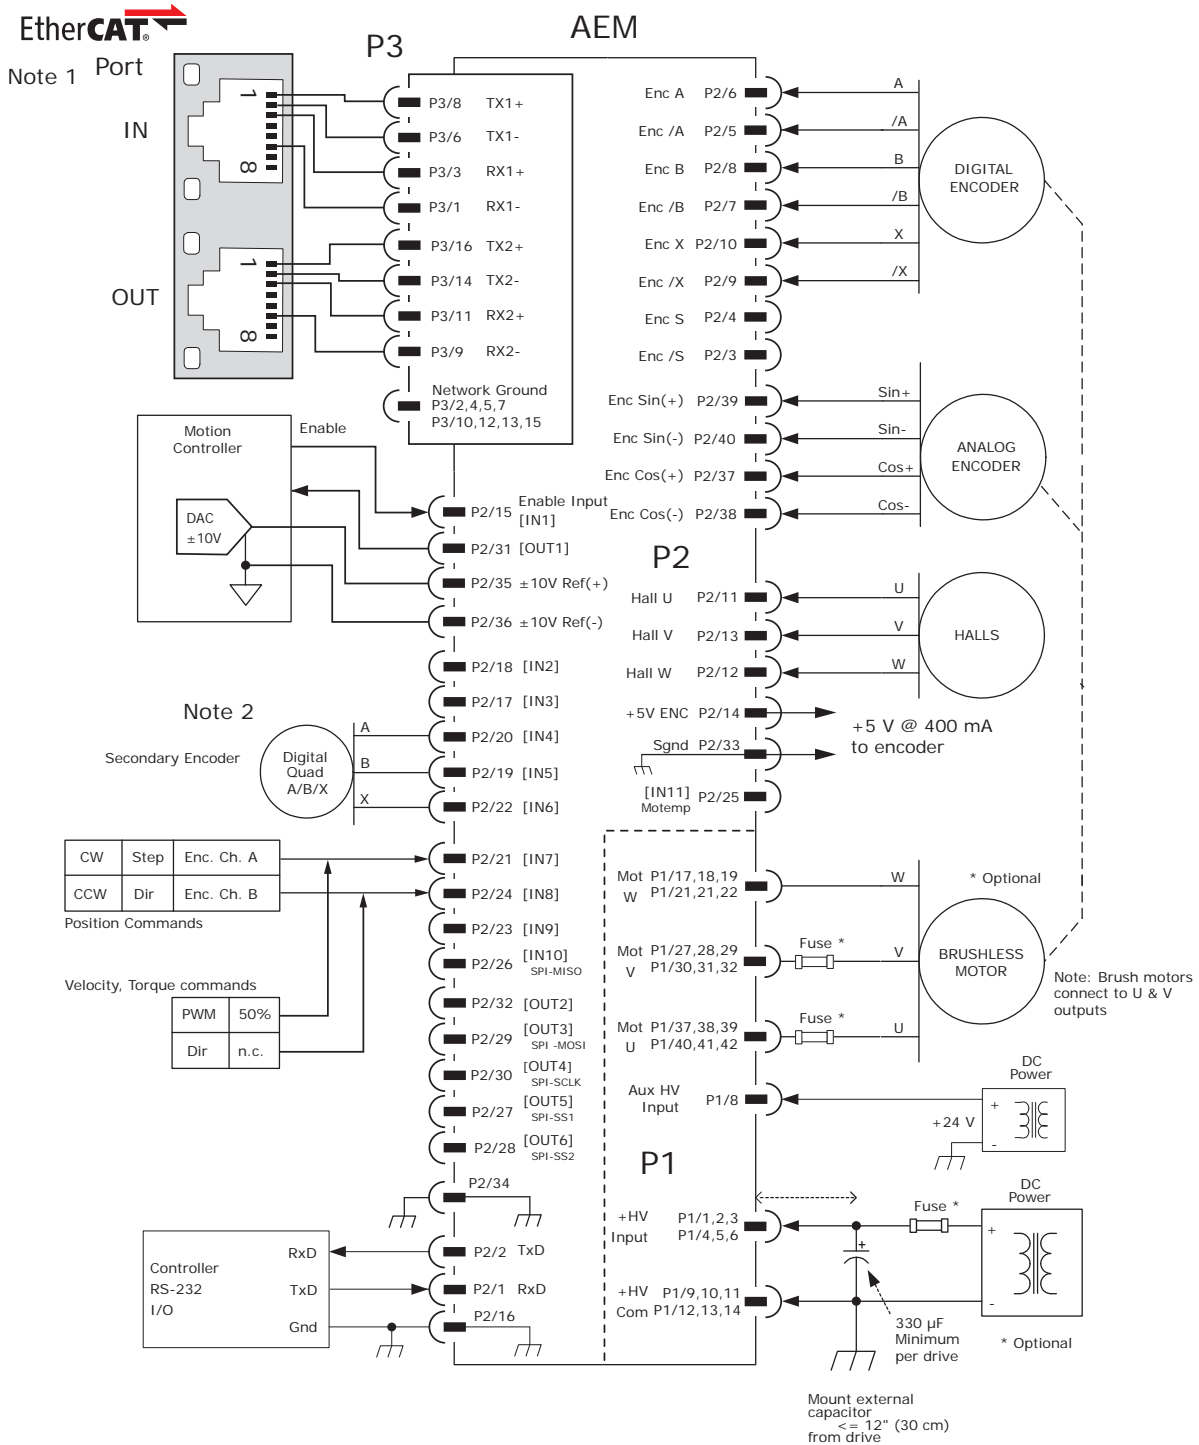 EtherCAT®
AEM
P3
Note 1
Port
IN
OUT
1
8
1
8
P3/8 TX1+
P3/6 TX1-
P3/3 RX1+
P3/1 RX1-
P3/16 TX2+
P3/14 TX2-
P3/11 RX2+
P3/9 RX2-
Network Ground
P3/2,4,5,7
P3/10,12,13,15
Motion
Controller
Enable
DAC
±10V
P2/15 Enable Input
[IN1]
P2/31 [OUT1]
P2/35 ±10V Ref(+)
P2/36 ±10V Ref(-)
P2/18 [IN2]
P2/17 [IN3]
P2/20 [IN4]
P2/19 [IN5]
P2/22 [IN6]
Note 2
Secondary Encoder
Digital
Quad
A/B/X
A
B
X
CW Step Enc. Ch. A
CCW Dir Enc. Ch. B
Position Commands
P2/21 [IN7]
P2/24 [IN8]
P2/23 [IN9]
P2/26 [IN10]
SPI-MISO
Velocity, Torque commands
PWM 50%
Dir n.c.
P2/32 [OUT2]
P2/29 [OUT3]
SPI -MOSI
P2/30 [OUT4]
SPI-SCLK
P2/27 [OUT5]
SPI-SS1
P2/28 [OUT6]
SPI-SS2
P2/34
Controller
RS-232
I/O
RxD
TxD
Gnd
P2/2 TxD
P2/1 RxD
P2/16
Enc A P2/6
Enc /A P2/5
Enc B P2/8
Enc /B P2/7
Enc X P2/10
Enc /X P2/9
Enc S P2/4
Enc /S P2/3
A
/A
B
/B
X
/X
DIGITAL
ENCODER
Enc Sin(+) P2/39
Enc Sin(-) P2/40
Enc Cos(+) P2/37
Enc Cos(-) P2/38
Sin+
Sin-
Cos+
Cos-
ANALOG
ENCODER
P2
Hall U P2/11
Hall V P2/13
Hall W P2/12
U
V
W
HALLS
+5V ENC P2/14
Sgnd P2/33
+5 V @ 400 mA
to encoder
[IN11] P2/25
Motemp
Mot P1/17,18,19
W P1/21,21,22
W
* Optional
Mot P1/27,28,29
V P1/30,31,32
Fuse *
V
BRUSHLESS
MOTOR
Mot P1/37,38,39
U P1/40,41,42
Fuse *
U
Note: Brush motors
connect to U & V
outputs
Aux HV
Input
P1/8
DC
Power
+24 V
+
-
P1
+HV P1/1,2,3
Input P1/4,5,6
Fuse *
DC
Power
+
-
+
+HV P1/9,10,11
Com P1/12,13,14
330 µF
Minimum
per drive
* Optional
Mount external
capacitor
<= 12" (30 cm)
from drive